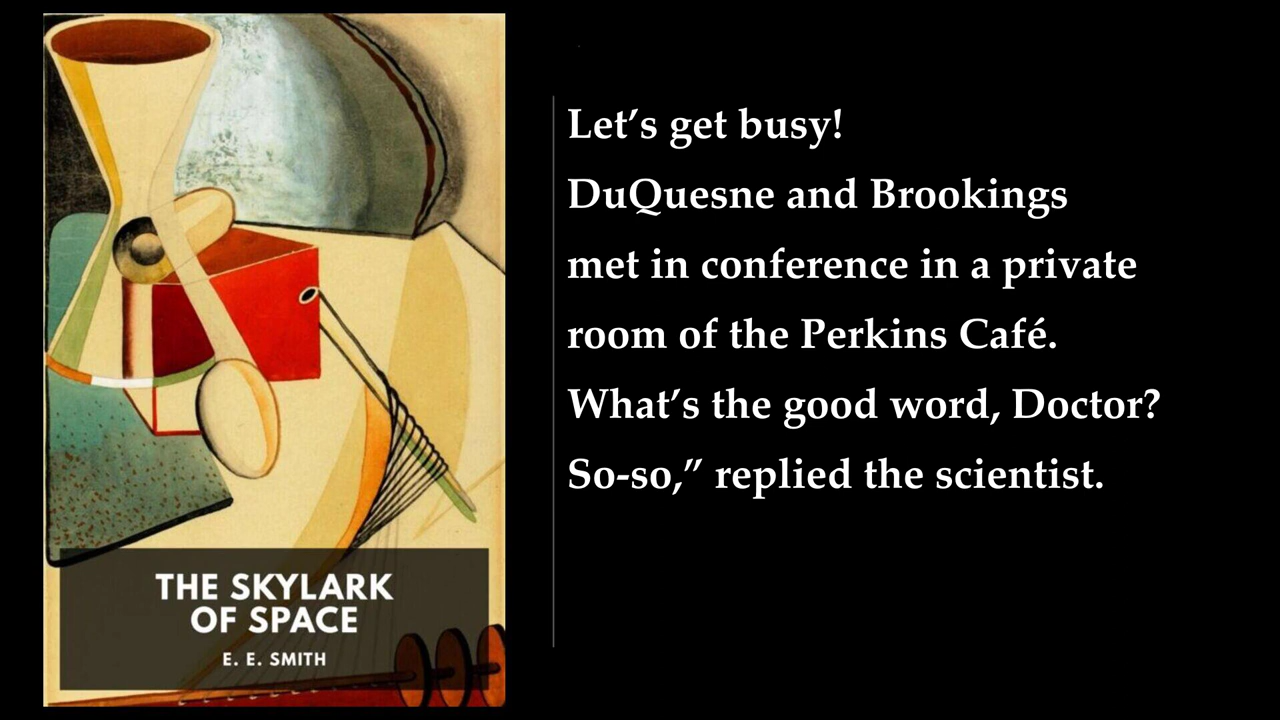 THE SKYLARK
OF SPACE
E. E. SMITH
Let’s get busy!
DuQuesne and Brookings
met in conference in a private
room of the Perkins Café.
What’s the good word, Doctor?
So-so,” replied the scientist.